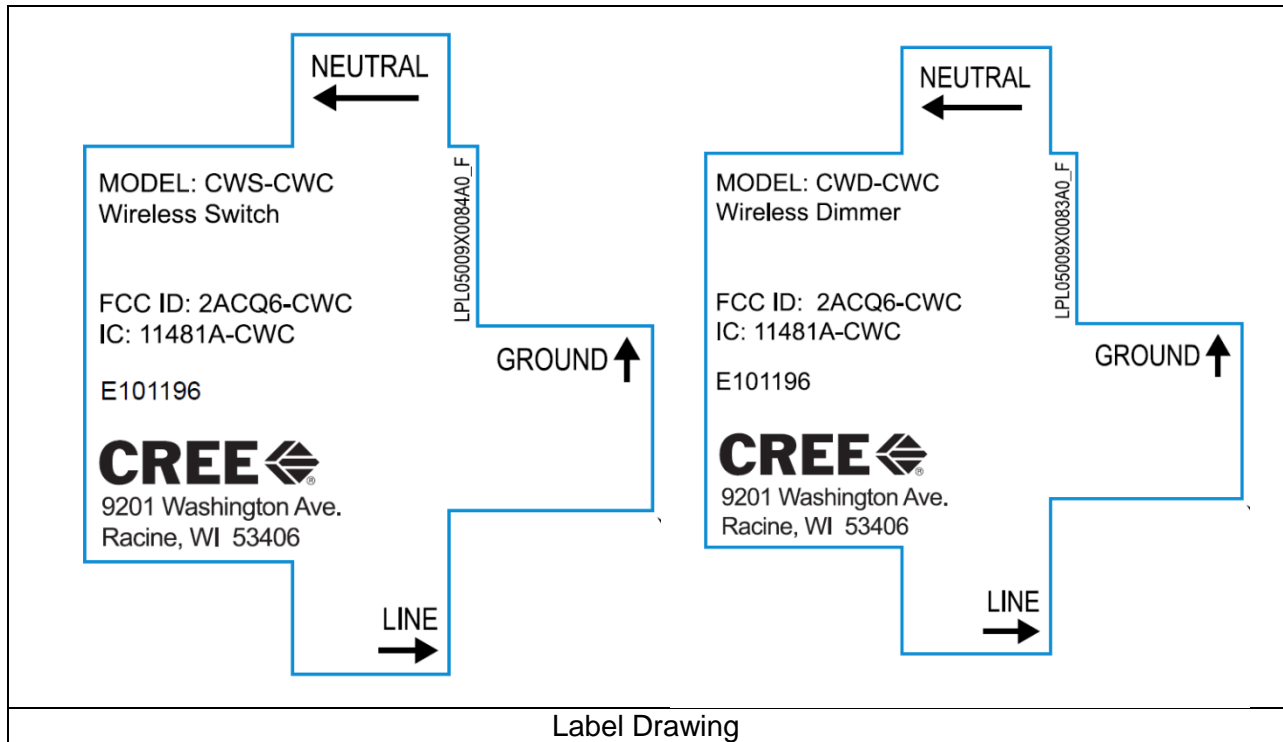 NEUTRAL
MODEL: CWS-CWC
Wireless Switch
LPL05009X0084A0_F
FCC ID: 2ACQ6-CWC
IC: 11481A-CWC
GROUND
E101196
CREE
®
9201 Washington Ave.
Racine, WI 53406
LINE
NEUTRAL
MODEL: CWD-CWC
Wireless Dimmer
LPL05009X0083A0_F
FCC ID: 2ACQ6-CWC
IC: 11481A-CWC
GROUND
E101196
CREE
®
9201 Washington Ave.
Racine, WI 53406
LINE
Label Drawing